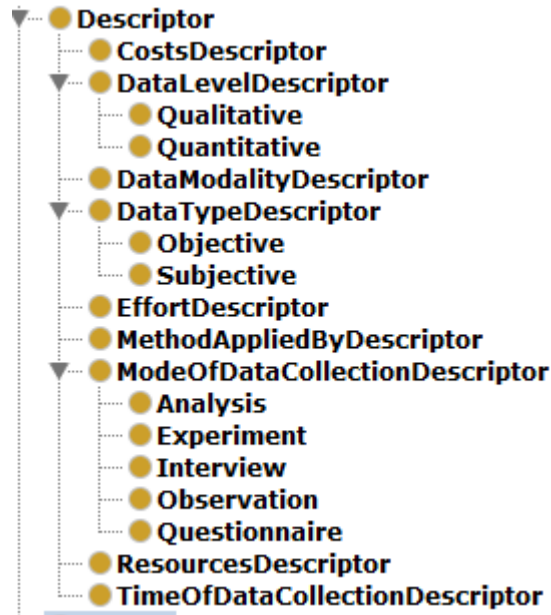 Descriptor
CostsDescriptor
DataLevelDescriptor
Qualitative
Quantitative
DataModalityDescriptor
DataTypeDescriptor
Objective
Subjective
EffortDescriptor
MethodAppliedByDescriptor
ModeOfDataCollectionDescriptor
Analysis
Experiment
Interview
Observation
Questionnaire
ResourcesDescriptor
TimeOfDataCollectionDescriptor